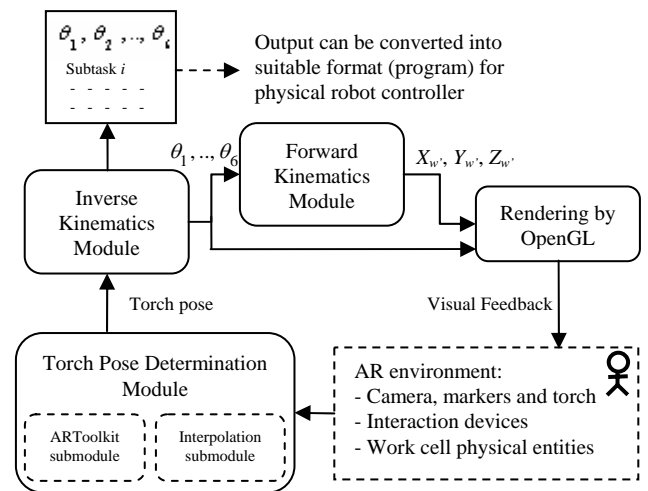 θ1, θ2, .., θ6
Subtask i
- - - - -
- - - - -
Output can be converted into
suitable format (program) for
physical robot controller
θ1, .., θ6
Forward
Kinematics
Module
Xw', Yw', Zw'
Inverse
Kinematics
Module
Rendering by
OpenGL
Torch pose
Visual Feedback
Torch Pose Determination
Module
ARToolkit
submodule
Interpolation
submodule
AR environment:
- Camera, markers and torch
- Interaction devices
- Work cell physical entities